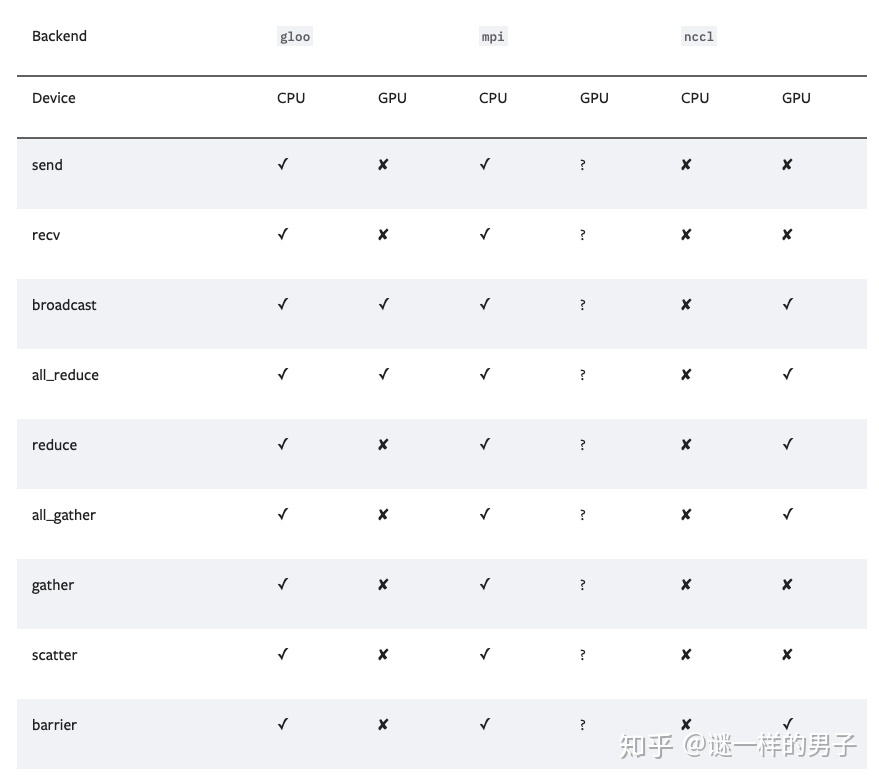 Backend gloo mpi nccl
Device CPU GPU CPU GPU CPU GPU
send ✓ ✘ ✓ ? ✘ ✘
recv ✓ ✘ ✓ ? ✘ ✘
broadcast ✓ ✓ ✓ ? ✘ ✓
all_reduce ✓ ✓ ✓ ? ✘ ✓
reduce ✓ ✘ ✓ ? ✘ ✓
all_gather ✓ ✘ ✓ ? ✘ ✓
gather ✓ ✘ ✓ ? ✘ ✘
scatter ✓ ✘ ✓ ? ✘ ✘
barrier ✓ ✘ ✓ ? ✘ ✓
知乎 @谜一样的男子